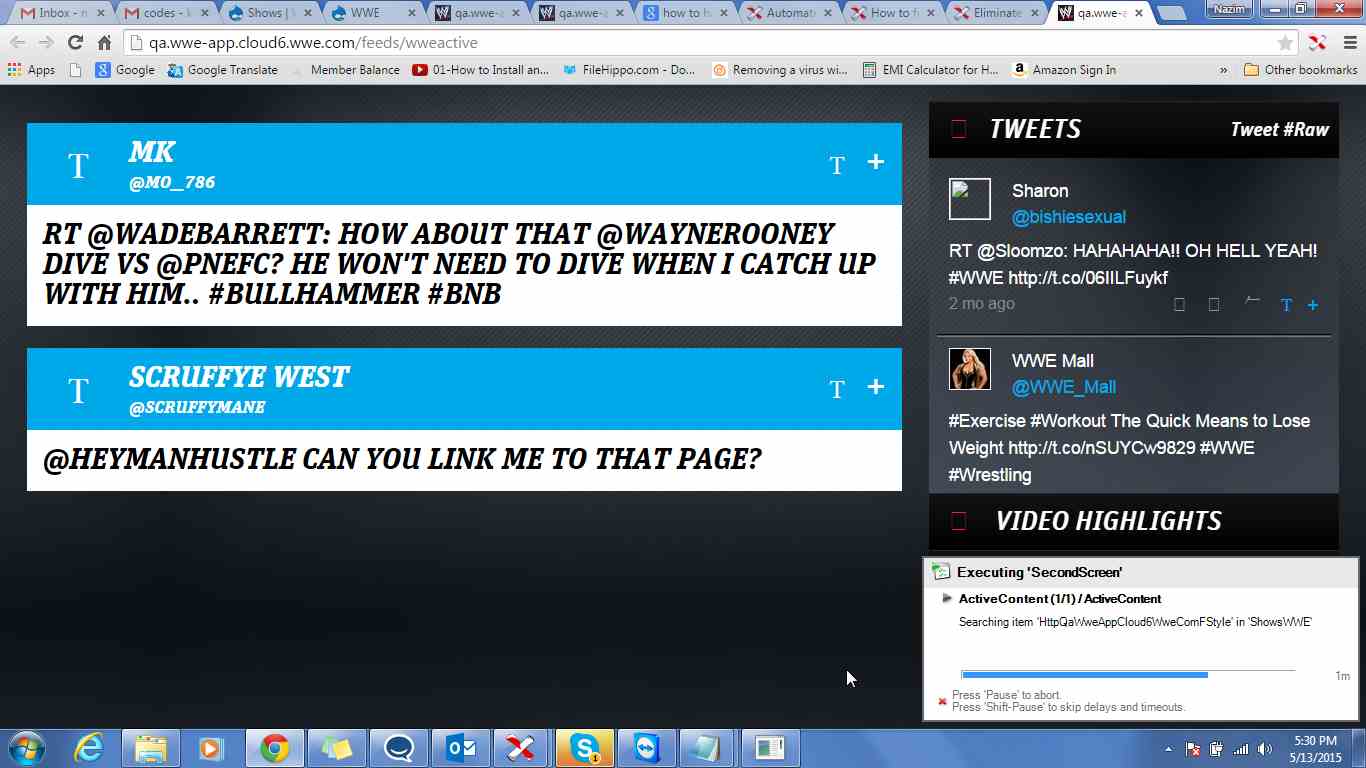 Inbox - n
codes - k
Shows | W
WWE
qa.wwe-a
qa.wwe-a
how to h
Automat
How to f
Eliminate
qa.wwe-a
Nazim
qa.wwe-app.cloud6.wwe.com/feeds/wweactive
Apps
Google
Google Translate
Member Balance
01-How to Install an...
FileHippo.com - Do...
Removing a virus wi...
EMI Calculator for H...
Amazon Sign In
»
Other bookmarks
T
MK
@MO_786
T +
RT @WADEBARRETT: HOW ABOUT THAT @WAYNEROONEY
DIVE VS @PNEFC? HE WON'T NEED TO DIVE WHEN I CATCH UP
WITH HIM.. #BULLHAMMER #BNB
T
SCRUFFYE WEST
@SCRUFFYMANE
T +
@HEYMANHUSTLE CAN YOU LINK ME TO THAT PAGE?
TWEETS
Tweet #Raw
Sharon
@bishiesexual
RT @Sloomzo: HAHAHAHA!! OH HELL YEAH!
#WWE http://t.co/06IILFuykf
2 mo ago
T +
WWE Mall
@WWE_Mall
#Exercise #Workout The Quick Means to Lose
Weight http://t.co/nSUYCw9829 #WWE
#Wrestling
VIDEO HIGHLIGHTS
Executing 'SecondScreen'
ActiveContent (1/1) / ActiveContent
Searching item 'HttpQaWweAppCloud6WweComFStyle' in 'ShowsWWE'
1m
Press 'Pause' to abort.
Press 'Shift-Pause' to skip delays and timeouts.
5:30 PM
5/13/2015